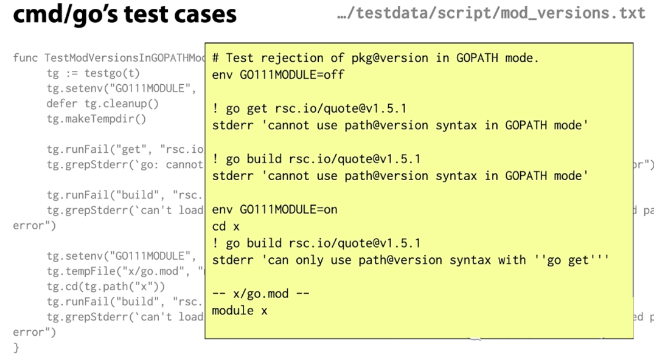 cmd/go's test cases
…/testdata/script/mod_versions.txt
func TestModVersionsInGOPATHMod
tg := testgo(t)
tg.setenv("GO111MODULE",
defer tg.cleanup()
tg.makeTempdir()
tg.runFail("get", "rsc.io
tg.grepStderr(`go: cannot
or")
tg.runFail("build", "rsc.
tg.grepStderr(`can't load
d pa
error")
tg.setenv("GO111MODULE",
tg.tempFile("x/go.mod",
tg.cd(tg.path("x"))
tg.runFail("build", "rsc.
tg.grepStderr(`can't load
ed p
error")
}
# Test rejection of pkg@version in GOPATH mode.
env GO111MODULE=off
! go get rsc.io/quote@v1.5.1
stderr 'cannot use path@version syntax in GOPATH mode'
! go build rsc.io/quote@v1.5.1
stderr 'cannot use path@version syntax in GOPATH mode'
env GO111MODULE=on
cd x
! go build rsc.io/quote@v1.5.1
stderr 'can only use path@version syntax with ''go get'''
-- x/go.mod --
module x